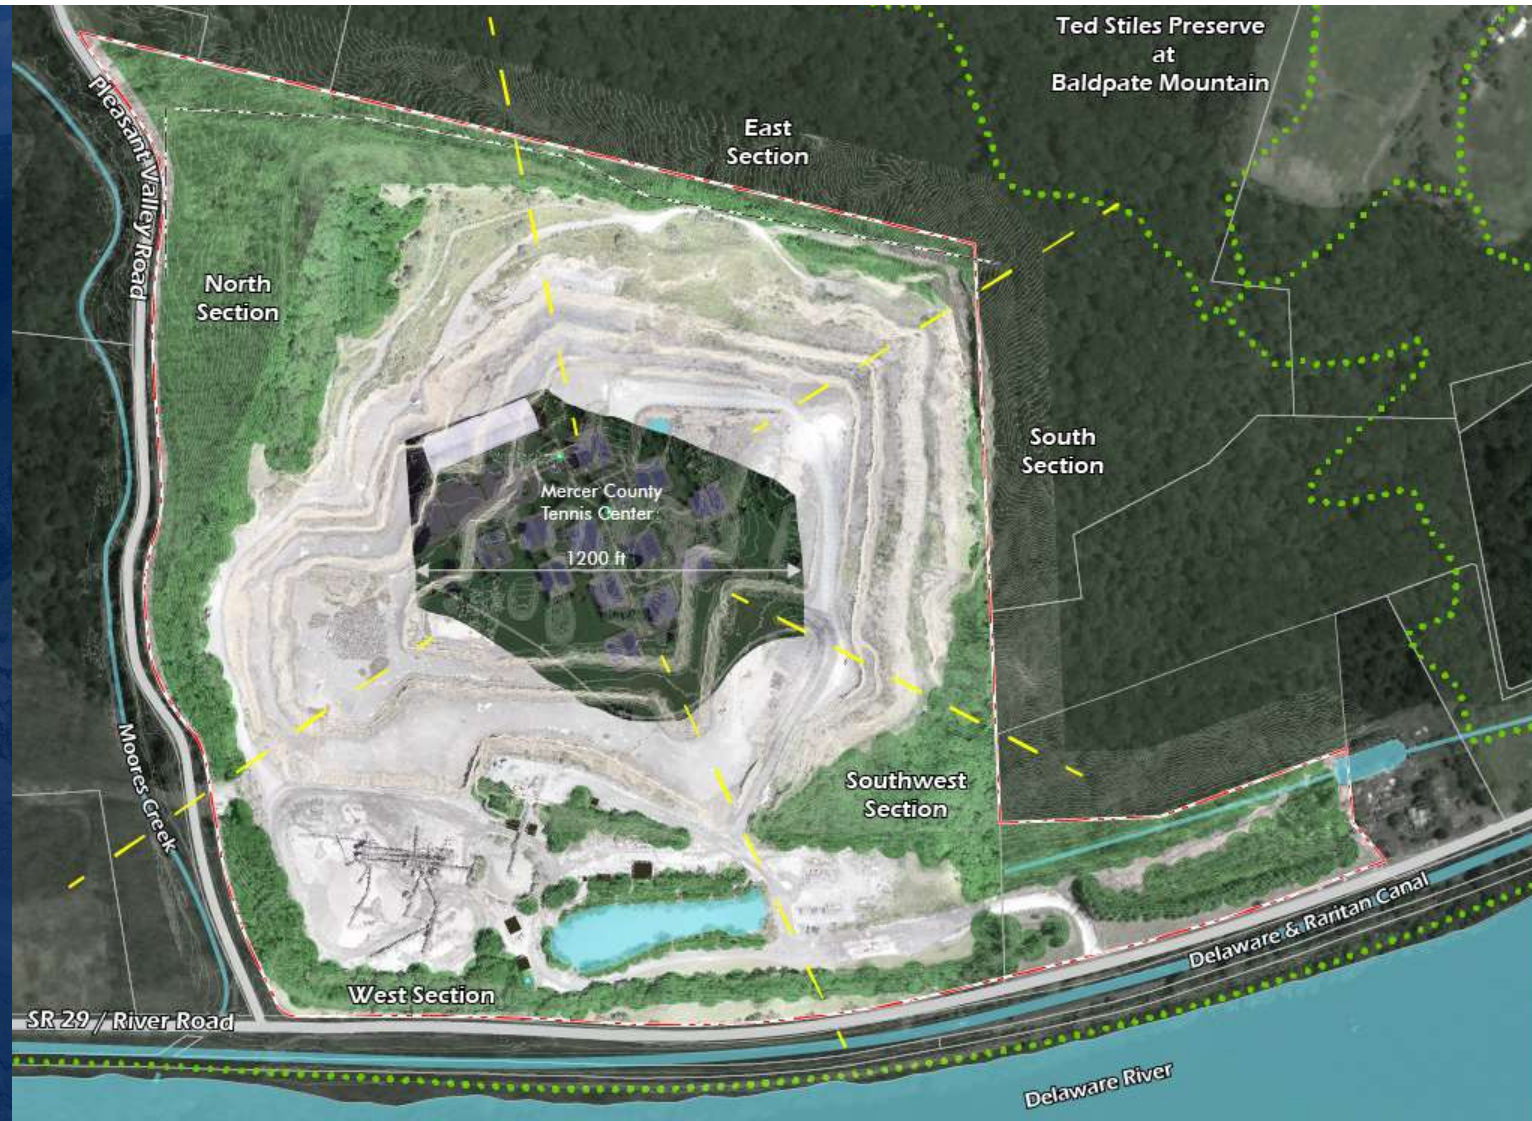 Ted Stiles Preserve
at
Baldpate Mountain
East
Section
Pleasant Valley Road
North
Section
South
Section
Mercer County
Tennis Center
1200 ft
Moores Creek
Southwest
Section
West Section
Delaware & Raritan Canal
SR 29 / River Road
Delaware River